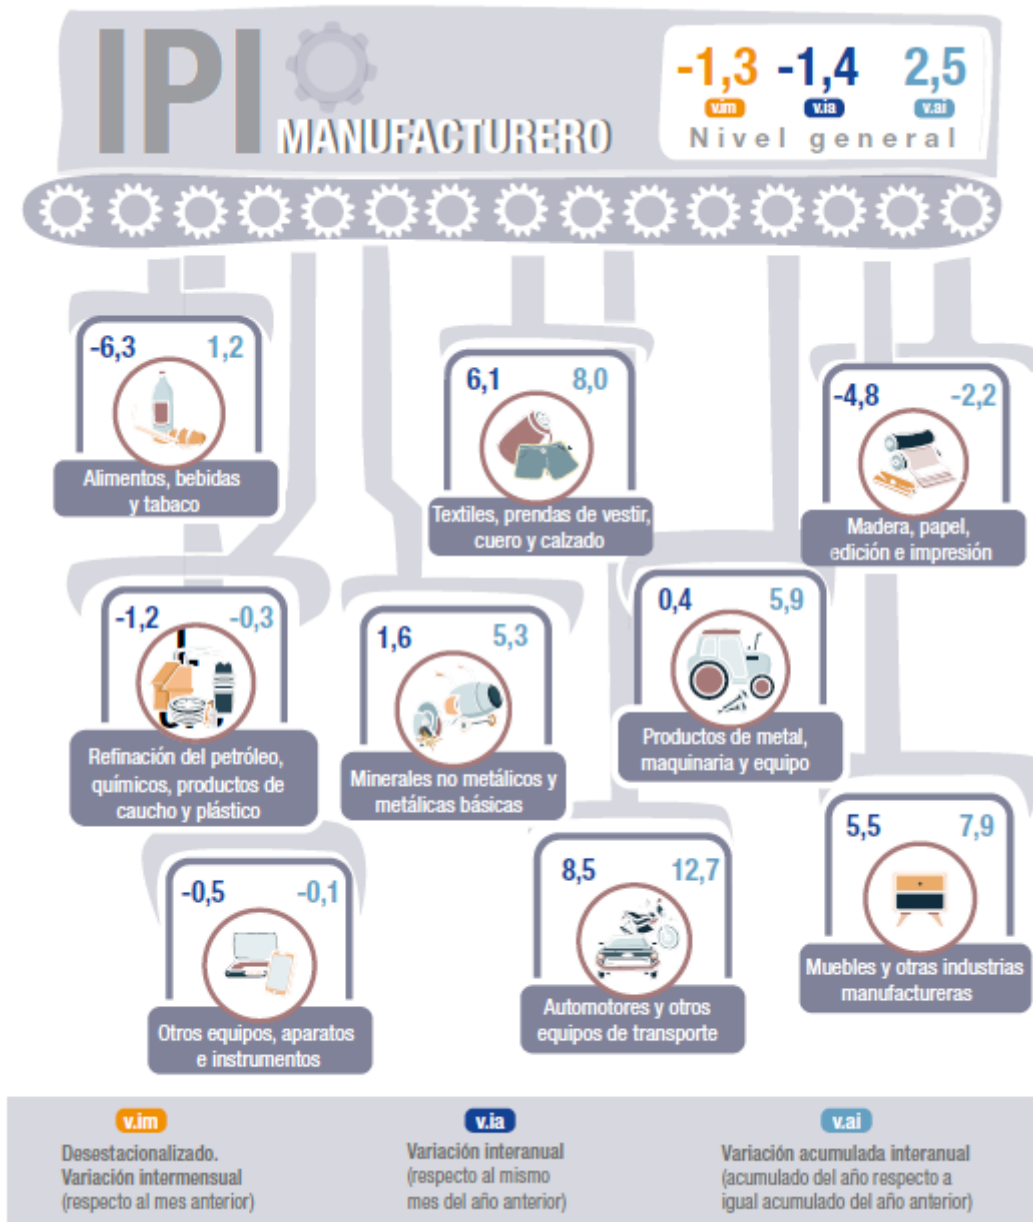 IPI
MANUFACTURERO
-1,3 -1,4 2,5
v.im v.ia v.ai
Nivel general
-6,3 1,2
Alimentos, bebidas
y tabaco
6,1 8,0
Textiles, prendas de vestir,
cuero y calzado
-4,8 -2,2
Madera, papel,
edición e impresión
-1,2 -0,3
Refinación del petróleo,
químicos, productos de
caucho y plástico
1,6 5,3
Minerales no metálicos y
metálicas básicas
0,4 5,9
Productos de metal,
maquinaria y equipo
-0,5 -0,1
Otros equipos, aparatos
e instrumentos
8,5 12,7
Automotores y otros
equipos de transporte
5,5 7,9
Muebles y otras industrias
manufactureras
v.im
Desestacionalizado.
Variación intermensual
(respecto al mes anterior)
v.ia
Variación interanual
(respecto al mismo
mes del año anterior)
v.ai
Variación acumulada interanual
(acumulado del año respecto a
igual acumulado del año anterior)